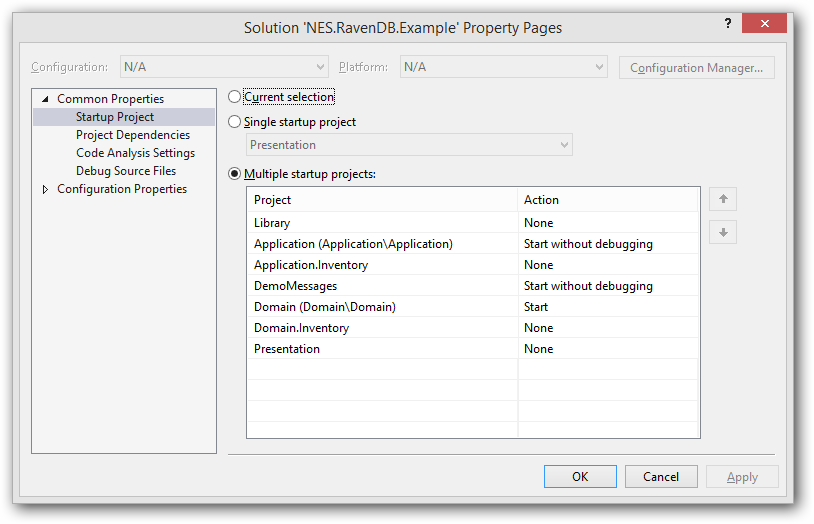 Solution 'NES.RavenDB.Example' Property Pages
?
Configuration: N/A Platform: N/A Configuration Manager...
Common Properties
Startup Project
Project Dependencies
Code Analysis Settings
Debug Source Files
Configuration Properties
Current selection
Single startup project
Presentation
Multiple startup projects:
Project Action
Library None
Application (Application\Application) Start without debugging
Application.Inventory None
DemoMessages Start without debugging
Domain (Domain\Domain) Start
Domain.Inventory None
Presentation None
OK Cancel Apply